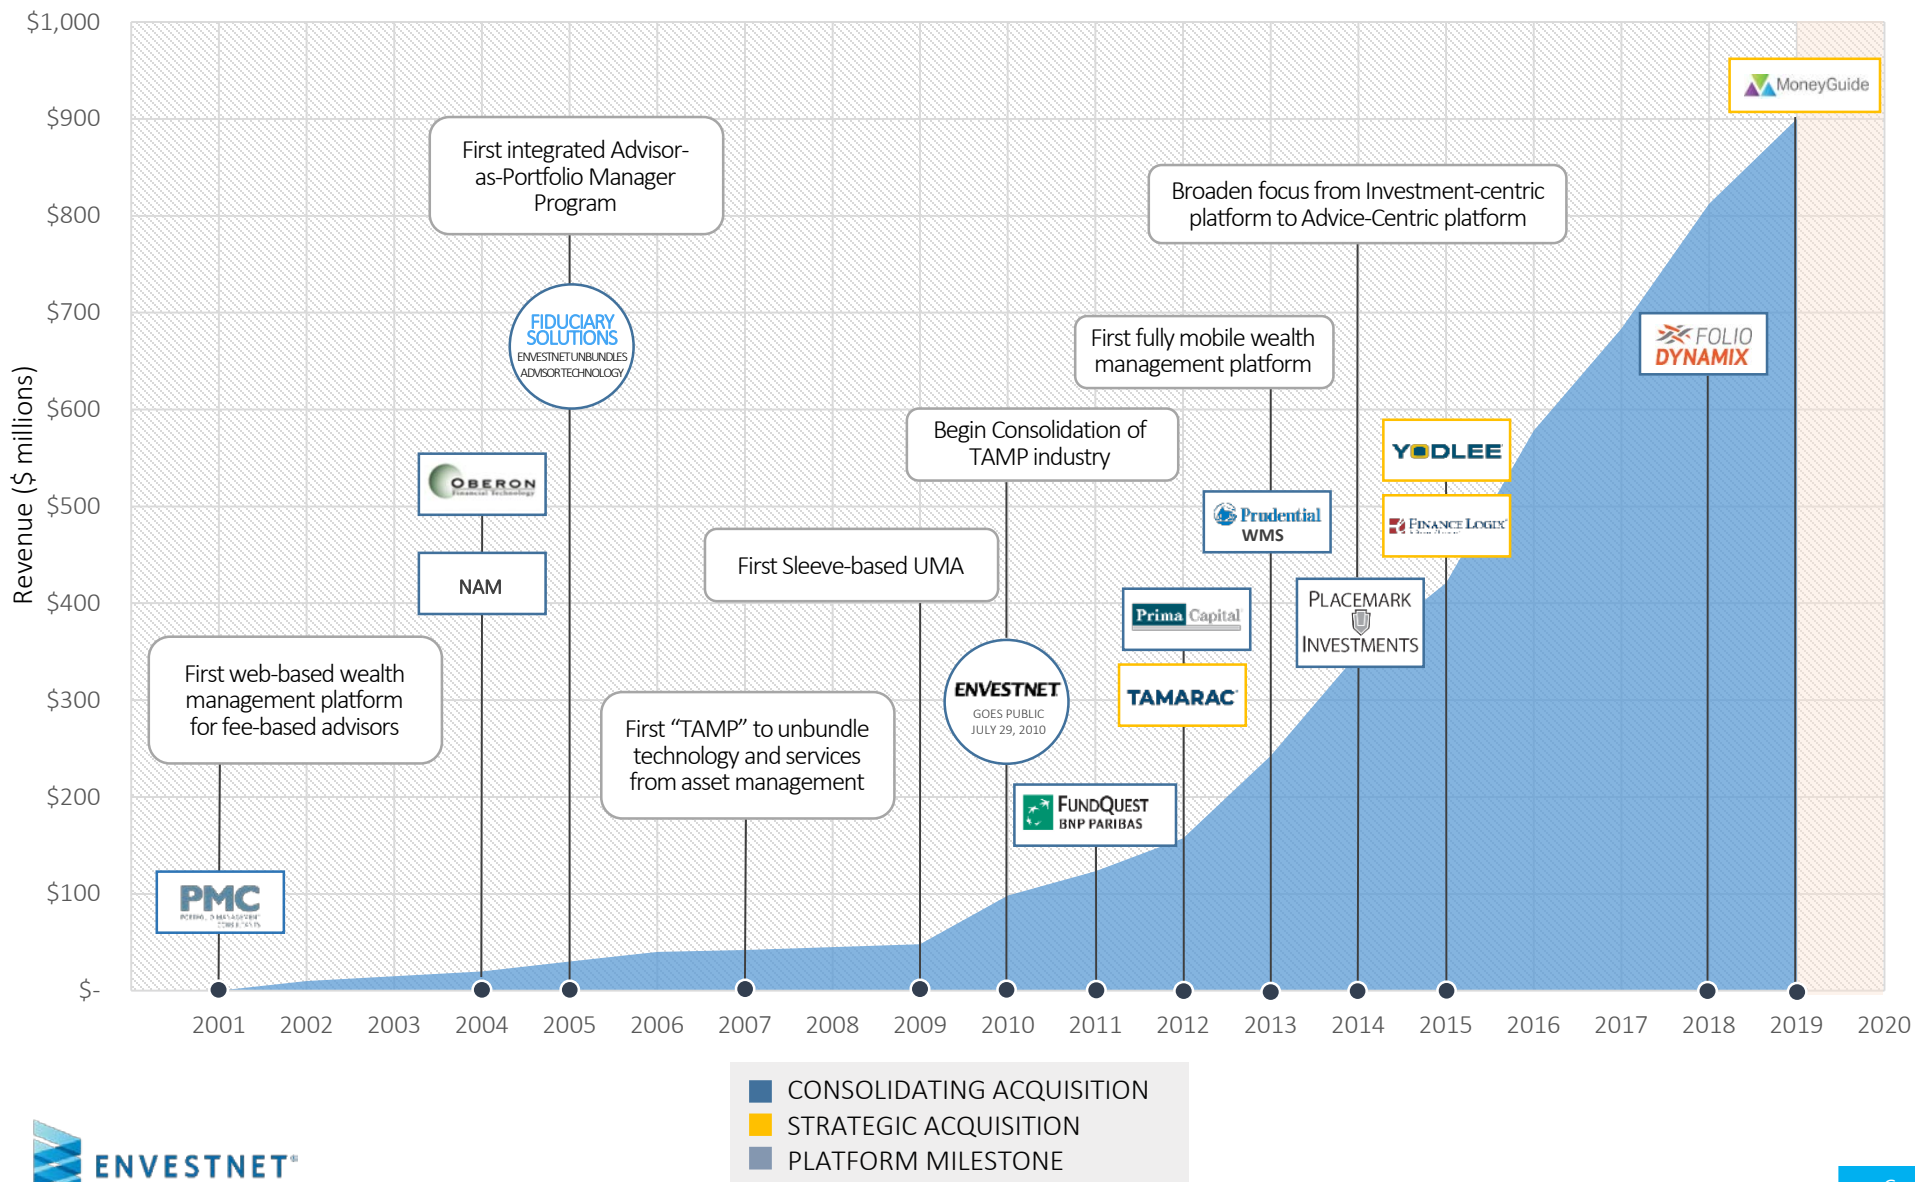 $1,000
$900
$800
$700
$600
$500
$400
$300
$200
$100
$-
Revenue ($ millions)
First web-based wealth
management platform
for fee-based advisors
PMC
PORTFOLIO MANAGEMENT
CONSULTANTS
OBERON
Financial Technology
NAM
First integrated Advisor-
as-Portfolio Manager
Program
FIDUCIARY
SOLUTIONS
ENVESTNET UNBUNDLES
ADVISOR TECHNOLOGY
First "TAMP" to unbundle
technology and services
from asset management
First Sleeve-based UMA
Begin Consolidation of
TAMP industry
ENVESTNET
GOES PUBLIC
JULY 29, 2010
FUNDQUEST
BNP PARIBAS
Prima Capital
TAMARAC
First fully mobile wealth
management platform
Prudential
WMS
Broaden focus from Investment-centric
platform to Advice-Centric platform
PLACEMARK
INVESTMENTS
YODLEE
FINANCE LOGIX
FOLIO
DYNAMIX
MoneyGuide
2001 2002 2003 2004 2005 2006 2007 2008 2009 2010 2011 2012 2013 2014 2015 2016 2017 2018 2019 2020
CONSOLIDATING ACQUISITION
STRATEGIC ACQUISITION
PLATFORM MILESTONE
ENVESTNET®